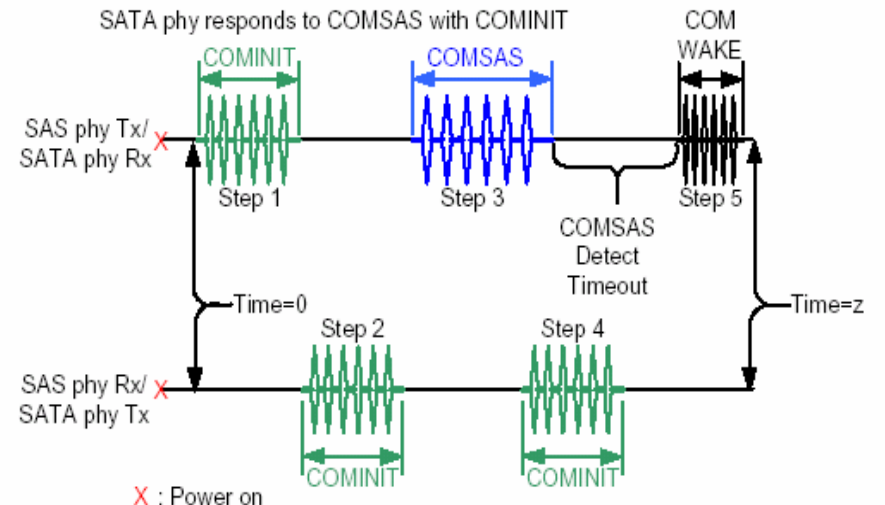 SATA phy responds to COMSAS with COMINIT
COMINIT
COMSAS
COM
WAKE
SAS phy Tx/
SATA phy Rx
X
Step 1
Step 3
Step 5
COMSAS
Detect
Timeout
Time=0
Time=z
Step 2
Step 4
SAS phy Rx/
SATA phy Tx
X
COMINIT
COMINIT
X : Power on